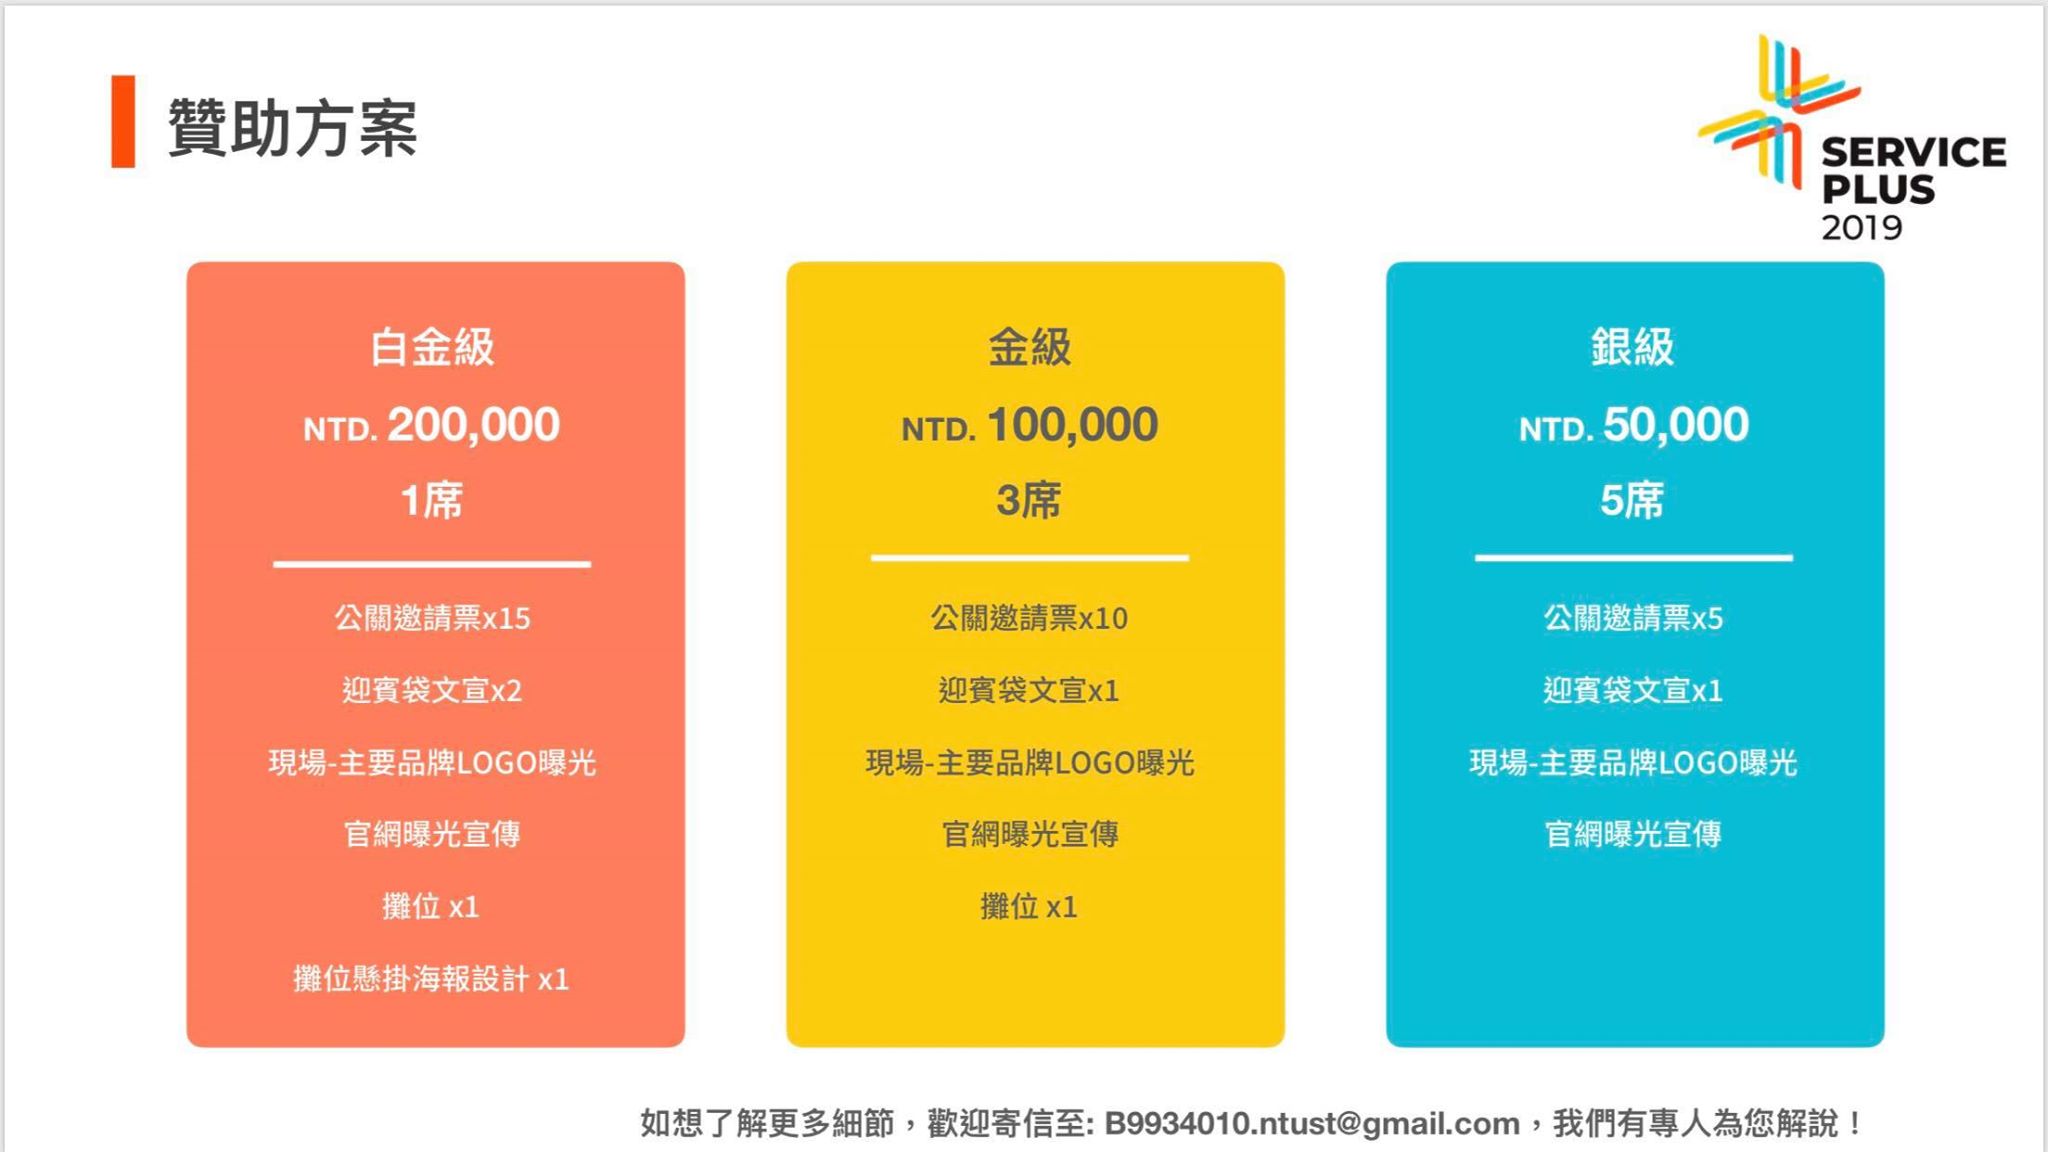 贊助方案
SERVICE
PLUS
2019
白金級
NTD. 200,000
1席
公關邀請票x15
迎賓袋文宣x2
現場-主要品牌LOGO曝光
官網曝光宣傳
攤位 x1
攤位懸掛海報設計 x1
金級
NTD. 100,000
3席
公關邀請票x10
迎賓袋文宣x1
現場-主要品牌LOGO曝光
官網曝光宣傳
攤位 x1
銀級
NTD. 50,000
5席
公關邀請票x5
迎賓袋文宣x1
現場-主要品牌LOGO曝光
官網曝光宣傳
如想了解更多細節，歡迎寄信至: B9934010.ntust@gmail.com，我們有專人為您解說！